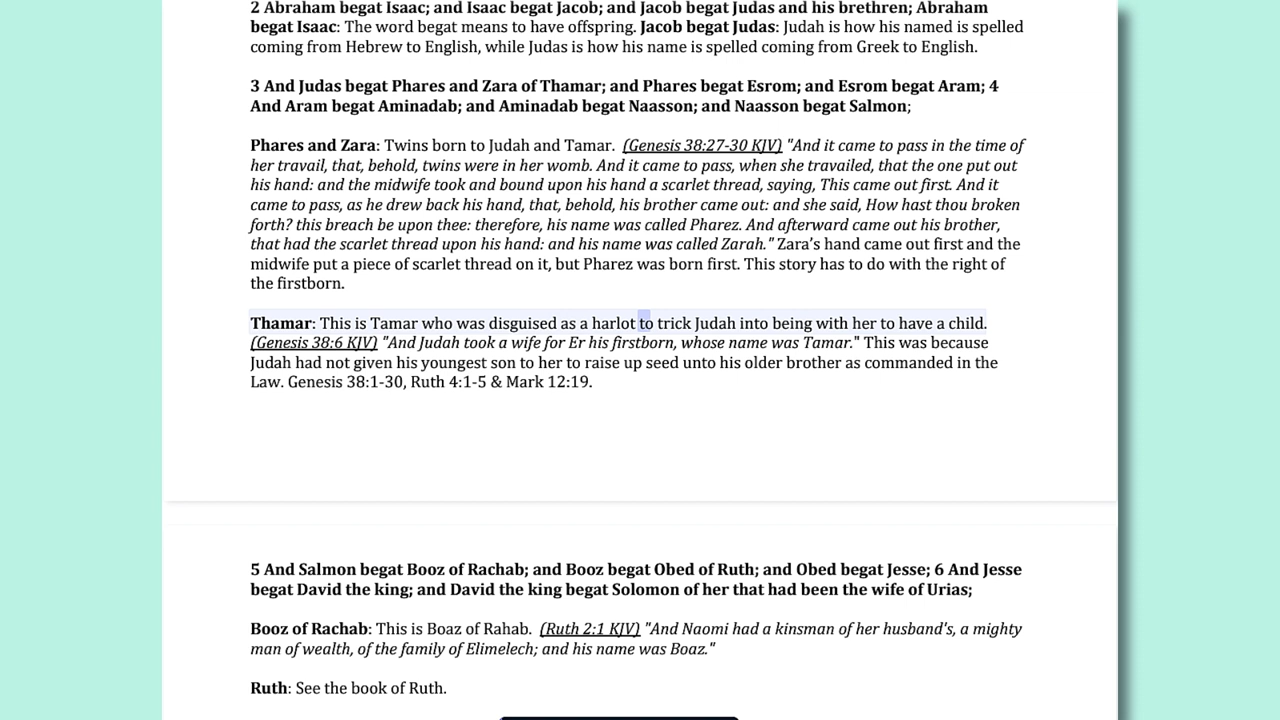 2 Abraham begat Isaac; and Isaac begat Jacob; and Jacob begat Judas and his brethren; Abraham
begat Isaac: The word begat means to have offspring. Jacob begat Judas: Judah is how his named is spelled
coming from Hebrew to English, while Judas is how his name is spelled coming from Greek to English.
3 And Judas begat Phares and Zara of Thamar; and Phares begat Esrom; and Esrom begat Aram; 4
And Aram begat Aminadab; and Aminadab begat Naasson; and Naasson begat Salmon;
Phares and Zara: Twins born to Judah and Tamar. (Genesis 38:27-30 KJV) "And it came to pass in the time of
her travail, that, behold, twins were in her womb. And it came to pass, when she travailed, that the one put out
his hand: and the midwife took and bound upon his hand a scarlet thread, saying, This came out first. And it
came to pass, as he drew back his hand, that, behold, his brother came out: and she said, How hast thou broken
forth? this breach be upon thee: therefore, his name was called Pharez. And afterward came out his brother,
that had the scarlet thread upon his hand: and his name was called Zarah." Zara’s hand came out first and the
midwife put a piece of scarlet thread on it, but Pharez was born first. This story has to do with the right of
the firstborn.
Thamar: This is Tamar who was disguised as a harlot to trick Judah into being with her to have a child.
(Genesis 38:6 KJV) "And Judah took a wife for Er his firstborn, whose name was Tamar." This was because
Judah had not given his youngest son to her to raise up seed unto his older brother as commanded in the
Law. Genesis 38:1-30, Ruth 4:1-5 & Mark 12:19.
5 And Salmon begat Booz of Rachab; and Booz begat Obed of Ruth; and Obed begat Jesse; 6 And Jesse
begat David the king; and David the king begat Solomon of her that had been the wife of Urias;
Booz of Rachab: This is Boaz of Rahab. (Ruth 2:1 KJV) "And Naomi had a kinsman of her husband's, a mighty
man of wealth, of the family of Elimelech; and his name was Boaz."
Ruth: See the book of Ruth.